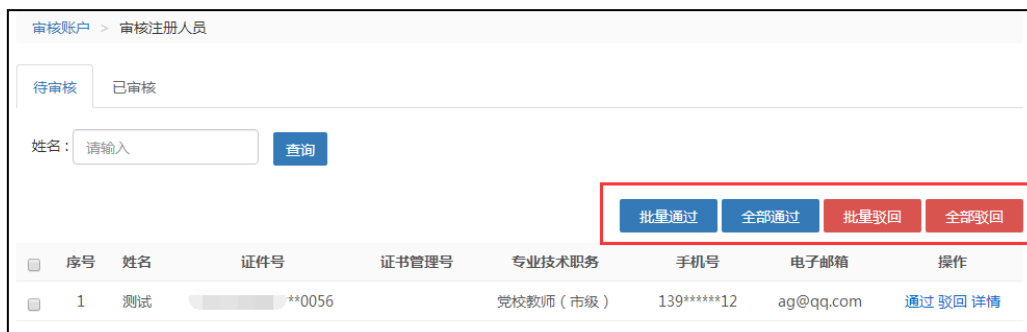 审核账户 > 审核注册人员
待审核 已审核
姓名： 请输入 查询
批量通过 全部通过 批量驳回 全部驳回
序号 姓名 证件号 证书管理号 专业技术职务 手机号 电子邮箱 操作
1 测试 **0056 党校教师（市级） 139******12 ag@qq.com 通过 驳回 详情